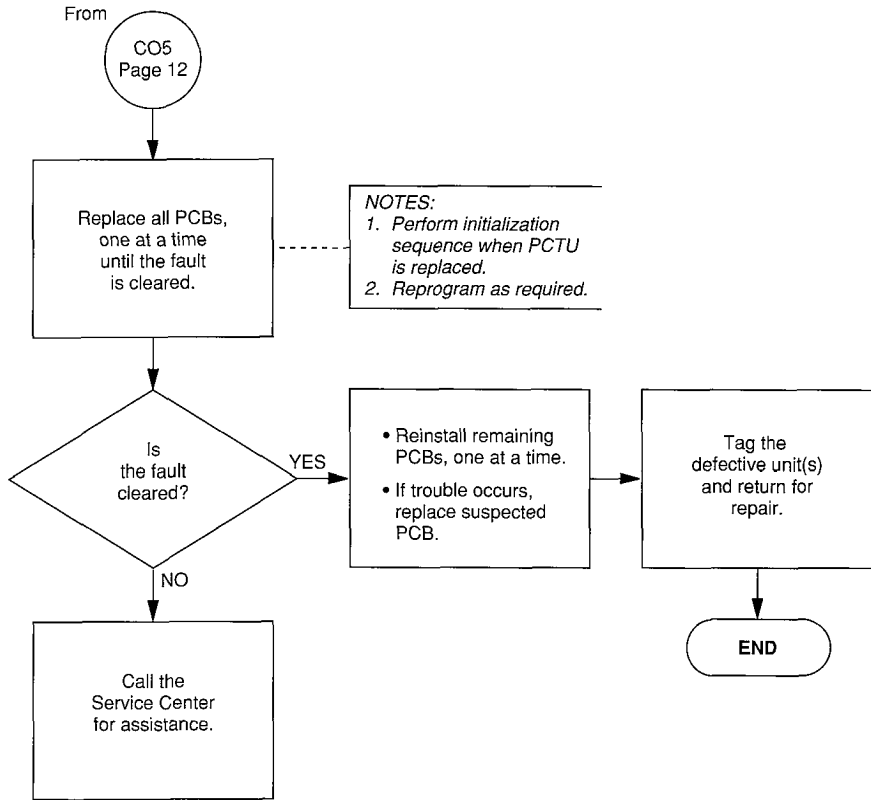 From
CO5
Page 12
Replace all PCBs,
one at a time
until the fault
is cleared.
NOTES:
1. Perform initialization
sequence when PCTU
is replaced.
2. Reprogram as required.
Is
the fault
cleared?
YES
• Reinstall remaining
PCBs, one at a time.
• If trouble occurs,
replace suspected
PCB.
Tag the
defective unit(s)
and return for
repair.
NO
END
Call the
Service Center
for assistance.